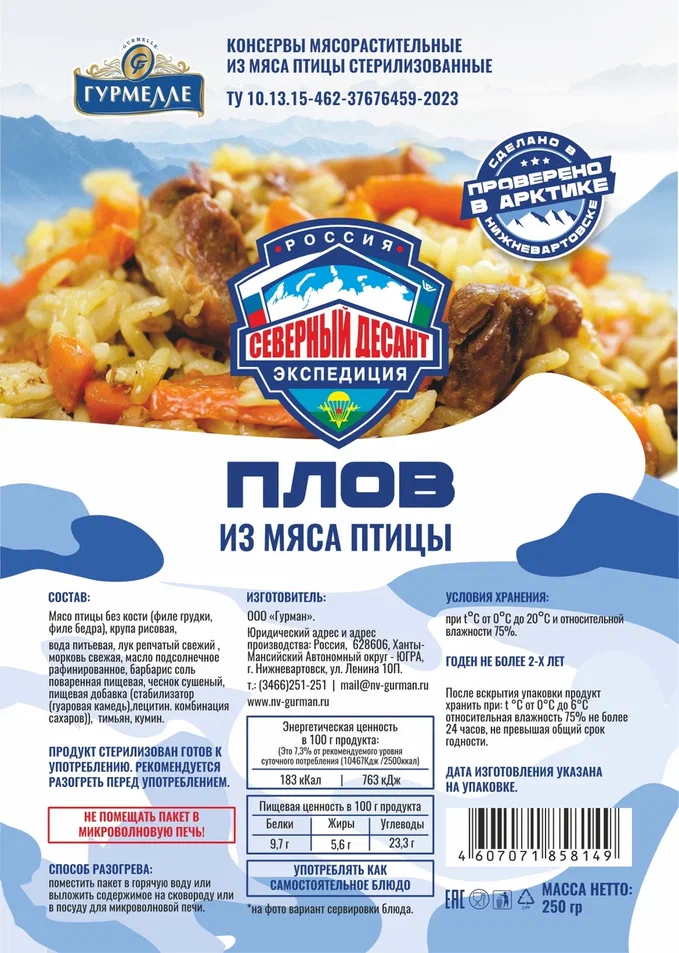 GURMELLE
GF
ГУРМЕЛЛЕ
КОНСЕРВЫ МЯСОРАСТИТЕЛЬНЫЕ
ИЗ МЯСА ПТИЦЫ СТЕРИЛИЗОВАННЫЕ
ТУ 10.13.15-462-37676459-2023
СДЕЛАНО В
ПРОВЕРЕНО
В АРКТИКЕ
НИЖНЕВАРТОВСКЕ
РОССИЯ
СЕВЕРНЫЙ ДЕСАНТ
ЭКСПЕДИЦИЯ
ПЛОВ
ИЗ МЯСА ПТИЦЫ
СОСТАВ:
Мясо птицы без кости (филе грудки,
филе бедра), крупа рисовая,
вода питьевая, лук репчатый свежий ,
морковь свежая, масло подсолнечное
рафинированное, барбарис соль
поваренная пищевая, чеснок сушеный,
пищевая добавка (стабилизатор
(гуаровая камедь),лецитин. комбинация
сахаров)), тимьян, кумин.
ПРОДУКТ СТЕРИЛИЗОВАН ГОТОВ К
УПОТРЕБЛЕНИЮ. РЕКОМЕНДУЕТСЯ
РАЗОГРЕТЬ ПЕРЕД УПОТРЕБЛЕНИЕМ.
НЕ ПОМЕЩАТЬ ПАКЕТ В
МИКРОВОЛНОВУЮ ПЕЧЬ!
СПОСОБ РАЗОГРЕВА:
поместить пакет в горячую воду или
выложить содержимое на сковороду или
в посуду для микроволновой печи.
ИЗГОТОВИТЕЛЬ:
ООО «Гурман».
Юридический адрес и адрес
производства: Россия, 628606, Ханты-
Мансийский Автономный округ - ЮГРА,
г. Нижневартовск, ул. Ленина 10П.
т.: (3466)251-251 | mail@nv-gurman.ru
www.nv-gurman.ru
Энергетическая ценность
в 100 г продукта:
(Это 7,3% от рекомендуемого уровня
суточного потребления (10467Кдж /2500ккал)
183 кКал | 763 кДж
Пищевая ценность в 100 г продукта
Белки Жиры Углеводы
9,7 г 5,6 г 23,3 г
УПОТРЕБЛЯТЬ КАК
САМОСТОЯТЕЛЬНОЕ БЛЮДО
*на фото вариант сервировки блюда.
УСЛОВИЯ ХРАНЕНИЯ:
при t°С от 0°С до 20°С и относительной
влажности 75%.
ГОДЕН НЕ БОЛЕЕ 2-Х ЛЕТ
После вскрытия упаковки продукт
хранить при: t °С от 0°С до 6°С
относительная влажность 75% не более
24 часов, не превышая общий срок
годности.
ДАТА ИЗГОТОВЛЕНИЯ УКАЗАНА
НА УПАКОВКЕ.
4 607071 858149
EAC
C/PP
МАССА НЕТТО:
250 гр